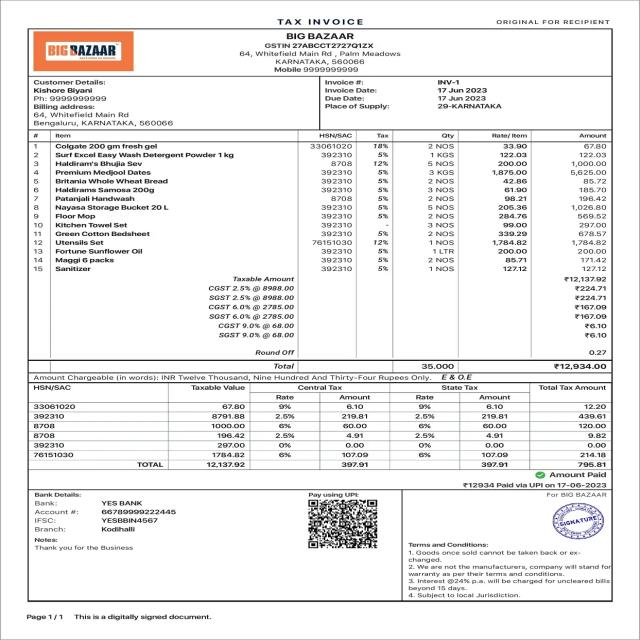 TAX INVOICE
ORIGINAL FOR RECIPIENT
BIG BAZAAR
BIG BAZAAR
GSTIN 27ABCCT2727Q1ZX
64, Whitefield Main Rd , Palm Meadows
KARNATAKA, 560066
Mobile 9999999999
Customer Details:
Kishore Biyani
Ph: 9999999999
Billing address:
64, Whitefield Main Rd
Bengaluru, KARNATAKA, 560066
Invoice #: INV-1
Invoice Date: 17 Jun 2023
Due Date: 17 Jun 2023
Place of Supply: 29-KARNATAKA
# Item HSN/SAC Tax Qty Rate/ Item Amount
1 Colgate 200 gm fresh gel 33061020 18% 2 NOS 33.90 67.80
2 Surf Excel Easy Wash Detergent Powder 1 kg 392310 5% 1 KGS 122.03 122.03
3 Haldiram's Bhujia Sev 8708 12% 5 NOS 200.00 1,000.00
4 Premium Medjool Dates 392310 5% 3 KGS 1,875.00 5,625.00
5 Britania Whole Wheat Bread 392310 5% 2 NOS 42.86 85.72
6 Haldirams Samosa 200g 392310 5% 3 NOS 61.90 185.70
7 Patanjali Handwash 8708 5% 2 NOS 98.21 196.42
8 Nayasa Storage Bucket 20 L 392310 5% 5 NOS 205.36 1,026.80
9 Floor Mop 392310 5% 2 NOS 284.76 569.52
10 Kitchen Towel Set 392310 - 3 NOS 99.00 297.00
11 Green Cotton Bedsheet 392310 5% 2 NOS 339.29 678.57
12 Utensils Set 76151030 12% 1 NOS 1,784.82 1,784.82
13 Fortune Sunflower Oil 392310 5% 1 LTR 200.00 200.00
14 Maggi 6 packs 392310 5% 2 NOS 85.71 171.42
15 Sanitizer 392310 5% 1 NOS 127.12 127.12
Taxable Amount ₹12,137.92
CGST 2.5% @ 8988.00 ₹224.71
SGST 2.5% @ 8988.00 ₹224.71
CGST 6.0% @ 2785.00 ₹167.09
SGST 6.0% @ 2785.00 ₹167.09
CGST 9.0% @ 68.00 ₹6.10
SGST 9.0% @ 68.00 ₹6.10
Round Off 0.27
Total 35.000 ₹12,934.00
Amount Chargeable (in words): INR Twelve Thousand, Nine Hundred And Thirty-Four Rupees Only. E & O.E
HSN/SAC Taxable Value Central Tax State Tax Total Tax Amount
Rate Amount Rate Amount
33061020 67.80 9% 6.10 9% 6.10 12.20
392310 8791.88 2.5% 219.81 2.5% 219.81 439.61
8708 1000.00 6% 60.00 6% 60.00 120.00
8708 196.42 2.5% 4.91 2.5% 4.91 9.82
392310 297.00 0% 0.00 0% 0.00 0.00
76151030 1784.82 6% 107.09 6% 107.09 214.18
TOTAL 12,137.92 397.91 397.91 795.81
Amount Paid
₹12934 Paid via UPI on 17-06-2023
Bank Details:
Bank: YES BANK
Account #: 66789999222445
IFSC: YESBBIN4567
Branch: Kodihalli
Notes:
Thank you for the Business
Pay using UPI:
For BIG BAZAAR
SIGNATURE
Terms and Conditions:
1. Goods once sold cannot be taken back or ex-
changed.
2. We are not the manufacturers, company will stand for
warranty as per their terms and conditions.
3. Interest @24% p.a. will be charged for uncleared bills
beyond 15 days.
4. Subject to local Jurisdiction.
Page 1 / 1 This is a digitally signed document.